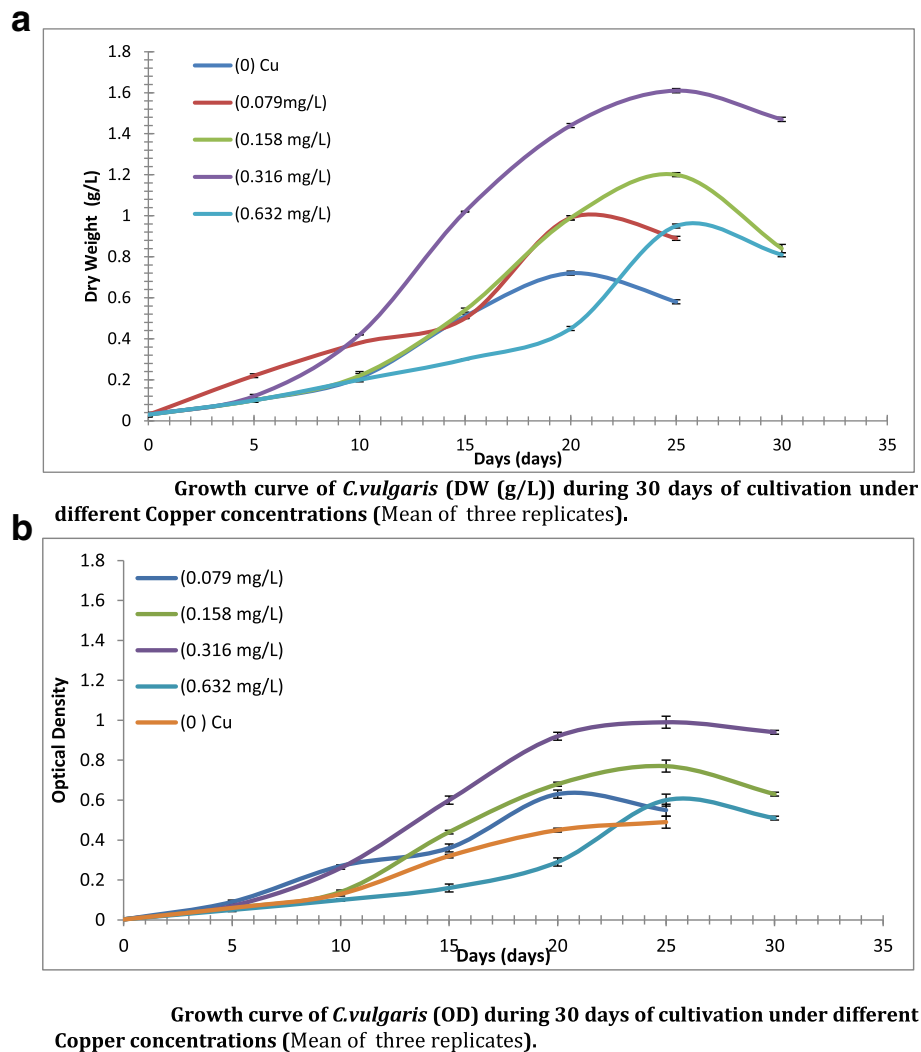 a
1.8
1.6
1.4
1.2
1
0.8
0.6
0.4
0.2
0
Dry Weight (g/L)
(0) Cu
(0.079mg/L)
(0.158 mg/L)
(0.316 mg/L)
(0.632 mg/L)
0 5 10 15 20 25 30 35
Days (days)
Growth curve of C.vulgaris (DW (g/L)) during 30 days of cultivation under
different Copper concentrations (Mean of three replicates).
b
1.8
1.6
1.4
1.2
1
0.8
0.6
0.4
0.2
0
Optical Density
(0.079 mg/L)
(0.158 mg/L)
(0.316 mg/L)
(0.632 mg/L)
(0 ) Cu
0 5 10 15 20 25 30 35
Days (days)
Growth curve of C.vulgaris (OD) during 30 days of cultivation under different
Copper concentrations (Mean of three replicates).